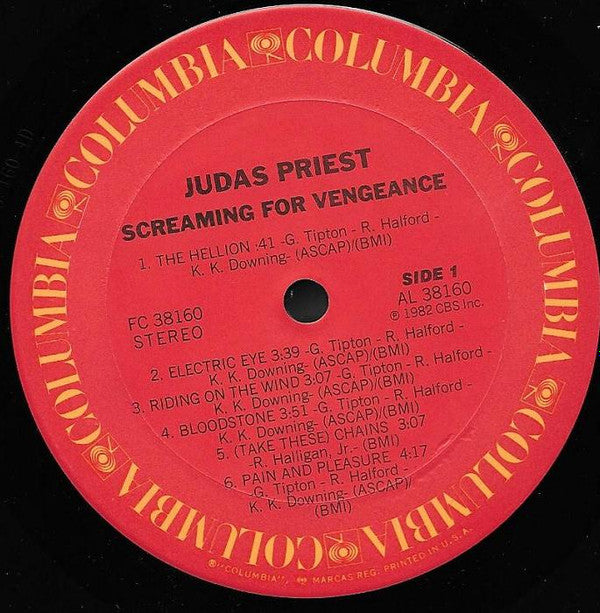 COLUMBIA COLUMBIA COLUMBIA COLUMBIA COLUMBIA COLUMBIA COLUMBIA COLUMBIA
JUDAS PRIEST
SCREAMING FOR VENGEANCE
1. THE HELLION :41 -G. Tipton - R. Halford -
K. K. Downing- (ASCAP)/(BMI)
FC 38160
STEREO
SIDE 1
AL 38160
℗ 1982 CBS Inc.
2. ELECTRIC EYE 3:39 -G. Tipton - R. Halford -
K. K. Downing- (ASCAP)/(BMI)
3. RIDING ON THE WIND 3:07 -G. Tipton - R. Halford -
K. K. Downing- (ASCAP)/(BMI)
4. BLOODSTONE 3:51 -G. Tipton - R. Halford -
K. K. Downing- (ASCAP)/(BMI)
5. (TAKE THESE) CHAINS 3:07
-R. Halligan, Jr.- (BMI)
6. PAIN AND PLEASURE 4:17
-G. Tipton - R. Halford -
K. K. Downing- (ASCAP)/
(BMI)
® "COLUMBIA", MARCAS REG. PRINTED IN U.S.A.